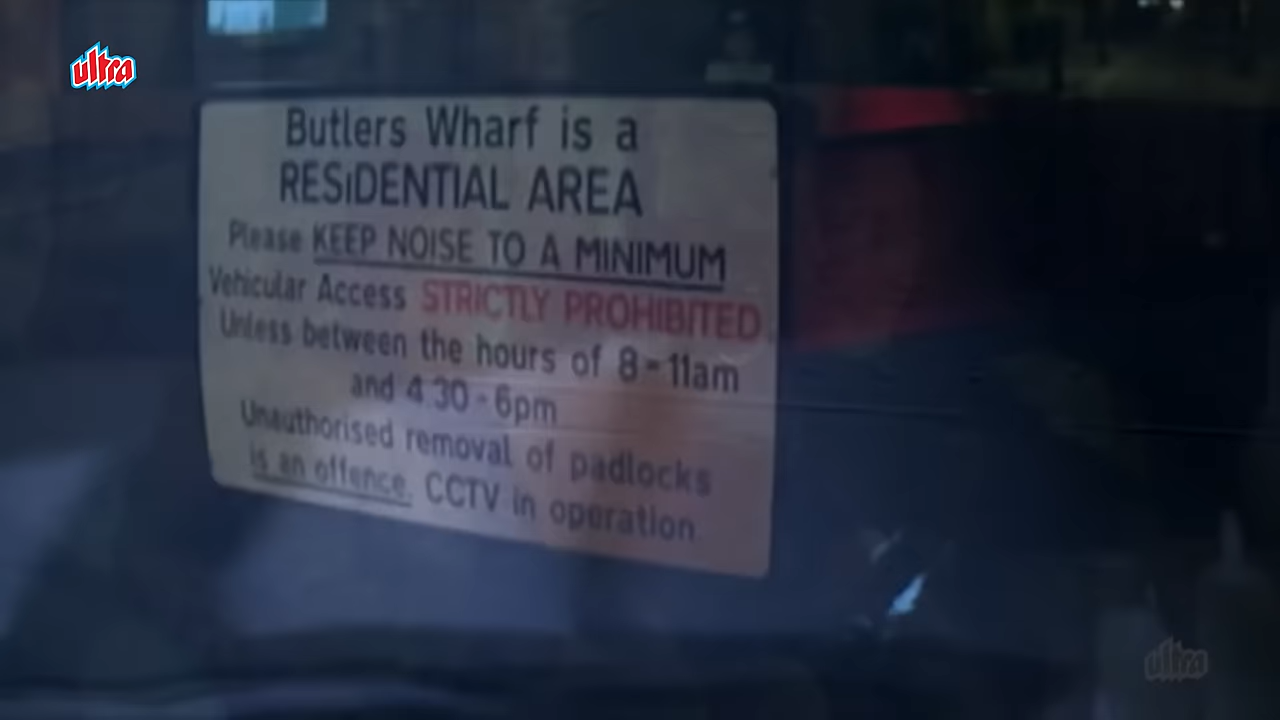 ultra
Butlers Wharf is a
RESiDENTIAL AREA
Please KEEP NOISE TO A MINIMUM
Vehicular Access STRICTLY PROHIBITED
Unless between the hours of 8-11am
and 4.30-6pm
Unauthorised removal of padlocks
is an offence. CCTV in operation.
ultra